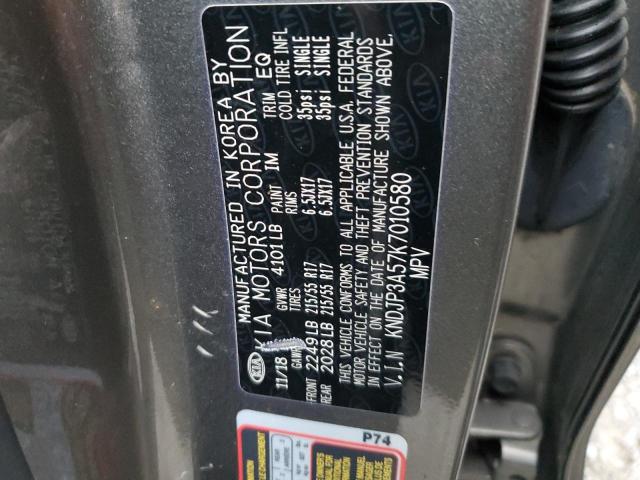 KIA MANUFACTURED IN KOREA BY
KIA MOTORS CORPORATION
11/18 GVWR 4101LB PAINT IM TRIM EQ
GAWR TIRES RIMS COLD TIRE INFL
FRONT 2249LB 215/55 R17 6.5JX17 35psi SINGLE
REAR 2028LB 215/55 R17 6.5JX17 35psi SINGLE
THIS VEHICLE CONFORMS TO ALL APPLICABLE U.S.A. FEDERAL
MOTOR VEHICLE SAFETY AND THEFT PREVENTION STANDARDS
IN EFFECT ON THE DATE OF MANUFACTURE SHOWN ABOVE.
V.I.N KNDJP3A57K7010580
MPV
P74